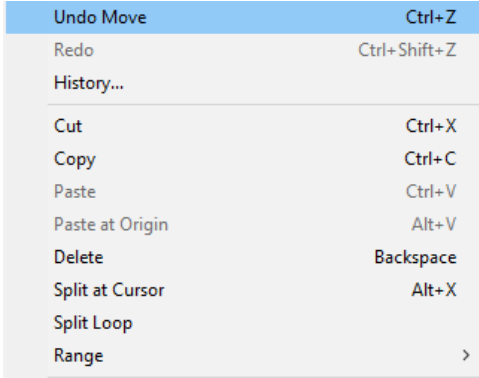 Undo Move Ctrl+Z
Redo Ctrl+Shift+Z
History...
Cut Ctrl+X
Copy Ctrl+C
Paste Ctrl+V
Paste at Origin Alt+V
Delete Backspace
Split at Cursor Alt+X
Split Loop
Range >